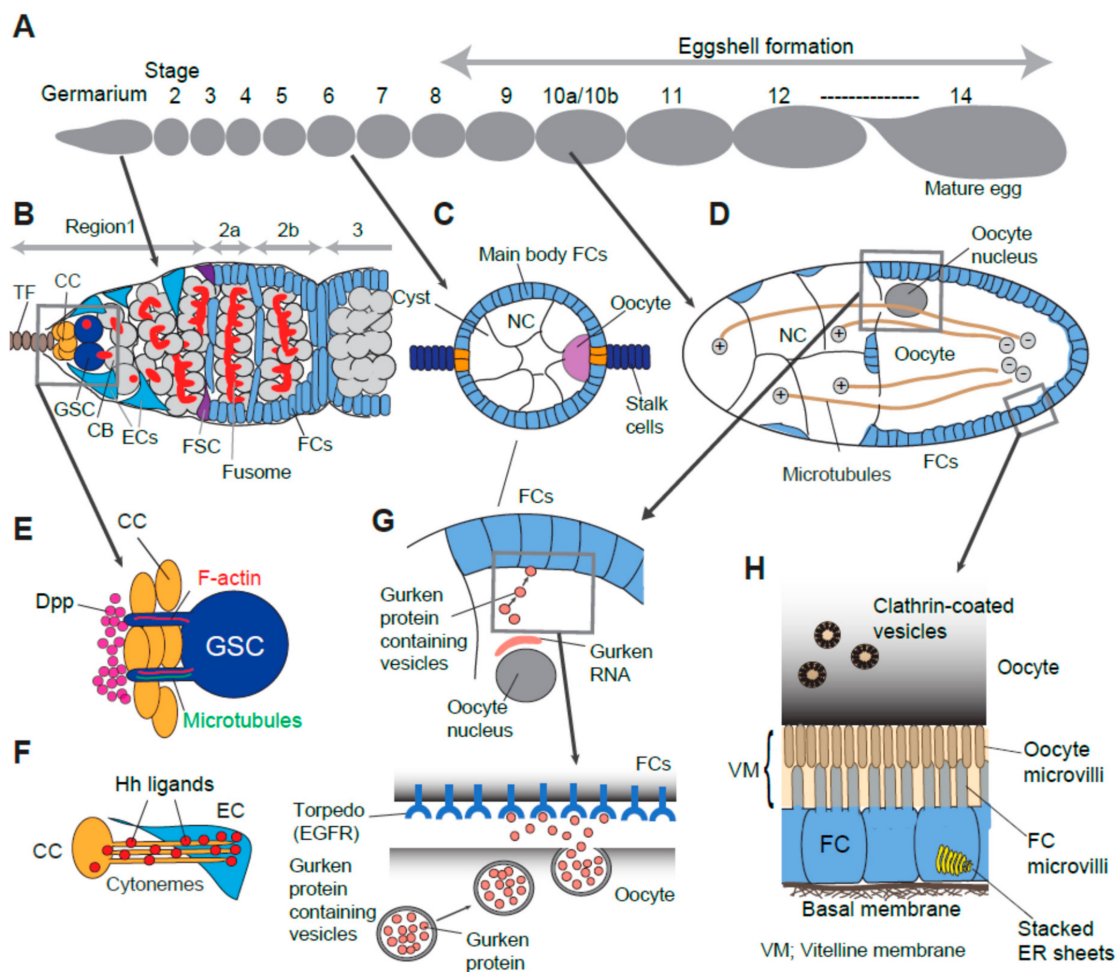 A
Eggshell formation
Stage
Germarium 2 3 4 5 6 7 8 9 10a/10b 11 12 -------------- 14
Mature egg
B
Region1 2a 2b 3
TF
CC
GSC
CB
ECs
FSC
Fusome
FCs
C
Main body FCs
Cyst
NC
Oocyte
Stalk
cells
D
Oocyte
nucleus
NC
Oocyte
+
+
+
−
−
−
−
Microtubules
FCs
E
CC
Dpp
F-actin
GSC
Microtubules
F
Hh ligands
EC
CC
Cytonemes
G
FCs
Gurken
protein
containing
vesicles
Gurken
RNA
Oocyte
nucleus
FCs
Torpedo
(EGFR)
Gurken
protein
containing
vesicles
Oocyte
Gurken
protein
H
Clathrin-coated
vesicles
Oocyte
VM
Oocyte
microvilli
FC
FC
microvilli
Basal membrane
Stacked
ER sheets
VM; Vitelline membrane